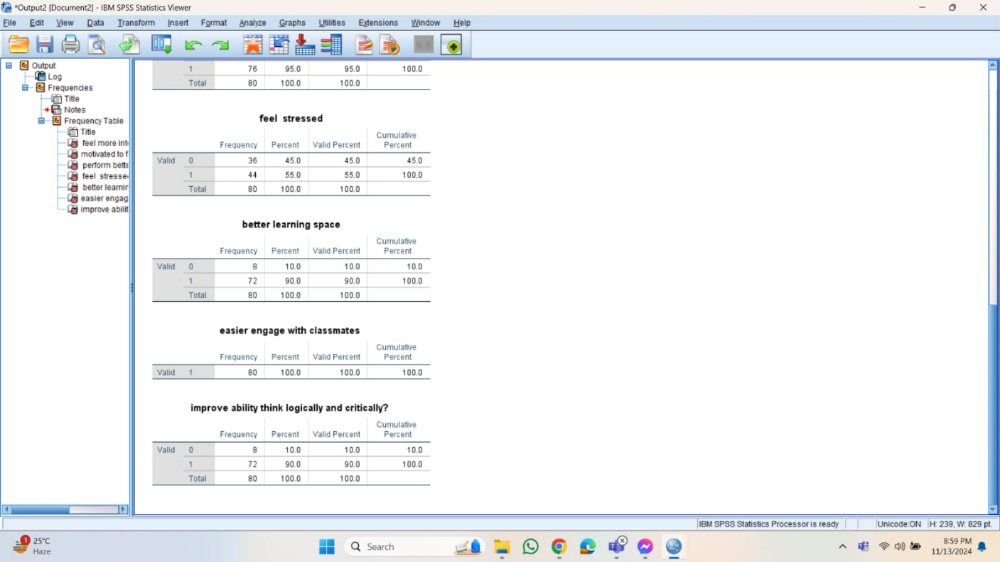 *Output2 [Document2] - IBM SPSS Statistics Viewer
File Edit View Data Transform Insert Format Analyze Graphs Utilities Extensions Window Help
Output
Log
Frequencies
Title
Notes
Frequency Table
Title
feel more inte
motivated to f
perform bette
feel stressed
better learnin
easier engag
improve abilit
1 76 95.0 95.0 100.0
Total 80 100.0 100.0
feel stressed
Frequency Percent Valid Percent Cumulative Percent
Valid 0 36 45.0 45.0 45.0
1 44 55.0 55.0 100.0
Total 80 100.0 100.0
better learning space
Frequency Percent Valid Percent Cumulative Percent
Valid 0 8 10.0 10.0 10.0
1 72 90.0 90.0 100.0
Total 80 100.0 100.0
easier engage with classmates
Frequency Percent Valid Percent Cumulative Percent
Valid 1 80 100.0 100.0 100.0
improve ability think logically and critically?
Frequency Percent Valid Percent Cumulative Percent
Valid 0 8 10.0 10.0 10.0
1 72 90.0 90.0 100.0
Total 80 100.0 100.0
IBM SPSS Statistics Processor is ready Unicode:ON H: 239, W: 829 pt.
1 25°C
Haze
Search
8:59 PM
11/13/2024